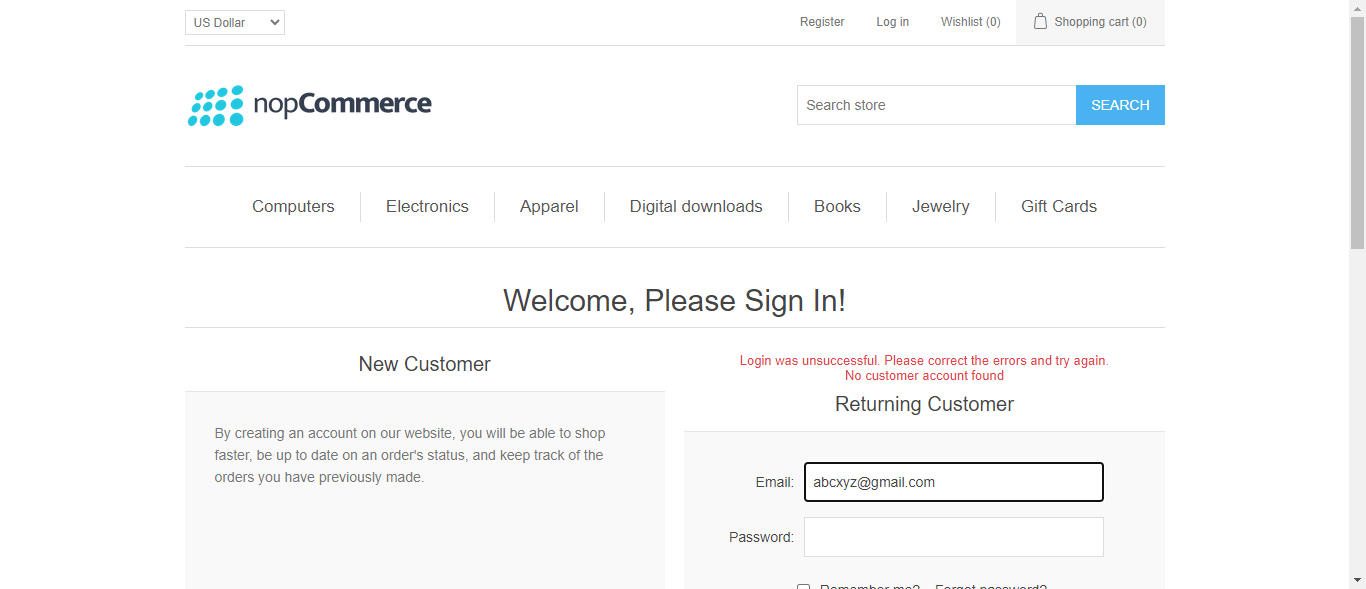 US Dollar
Register
Log in
Wishlist (0)
Shopping cart (0)
nopCommerce
Search store
SEARCH
Computers
Electronics
Apparel
Digital downloads
Books
Jewelry
Gift Cards
Welcome, Please Sign In!
New Customer
By creating an account on our website, you will be able to shop
faster, be up to date on an order's status, and keep track of the
orders you have previously made.
Login was unsuccessful. Please correct the errors and try again.
No customer account found
Returning Customer
Email:
abcxyz@gmail.com
Password:
Remember me?
Forgot password?